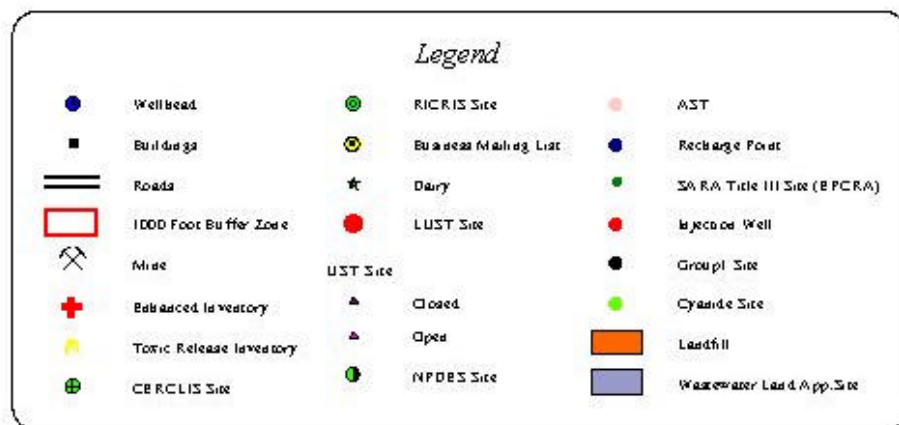 Legend
Wellhead
Buildings
Roads
1000 Foot Buffer Zone
Mine
Enhanced Inventory
Toxic Release Inventory
CERCLIS Site
RICRIS Site
Business Mailing List
Dairy
LUST Site
UST Site
Closed
Open
NPDES Site
AST
Recharge Point
SARA Title III Site (EPCRA)
Injection Well
Group1 Site
Cyanide Site
Landfill
Wastewater Land App.Site